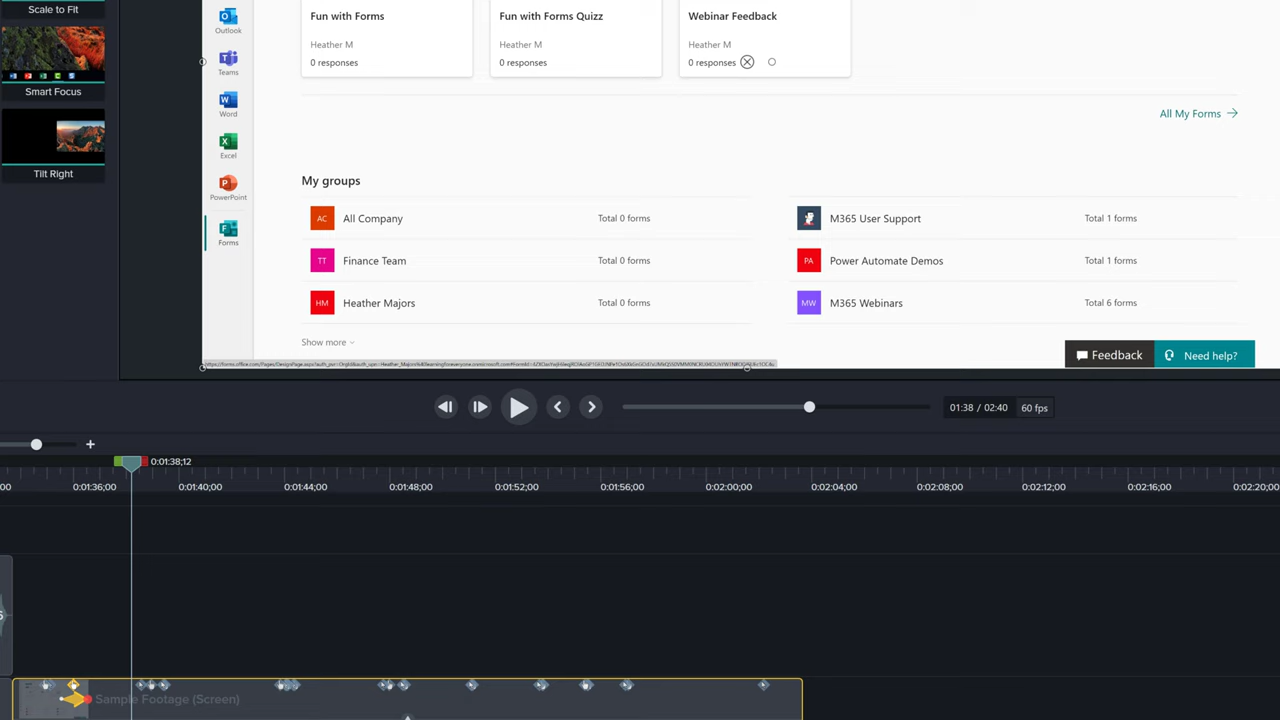 Scale to Fit
Smart Focus
Tilt Right
Outlook
Teams
Word
Excel
PowerPoint
Forms
Fun with Forms
Heather M
0 responses
Fun with Forms Quizz
Heather M
0 responses
Webinar Feedback
Heather M
0 responses
All My Forms
My groups
AC All Company Total 0 forms
M365 User Support Total 1 forms
TT Finance Team Total 0 forms
PA Power Automate Demos Total 1 forms
HM Heather Majors Total 0 forms
MW M365 Webinars Total 6 forms
Show more
Feedback
Need help?
01:38 / 02:40 60 fps
0:01:38;12
00 0:01:36;00 0:01:40;00 0:01:44;00 0:01:48;00 0:01:52;00 0:01:56;00 0:02:00;00 0:02:04;00 0:02:08;00 0:02:12;00 0:02:16;00 0:02:20;00
Sample Footage (Screen)